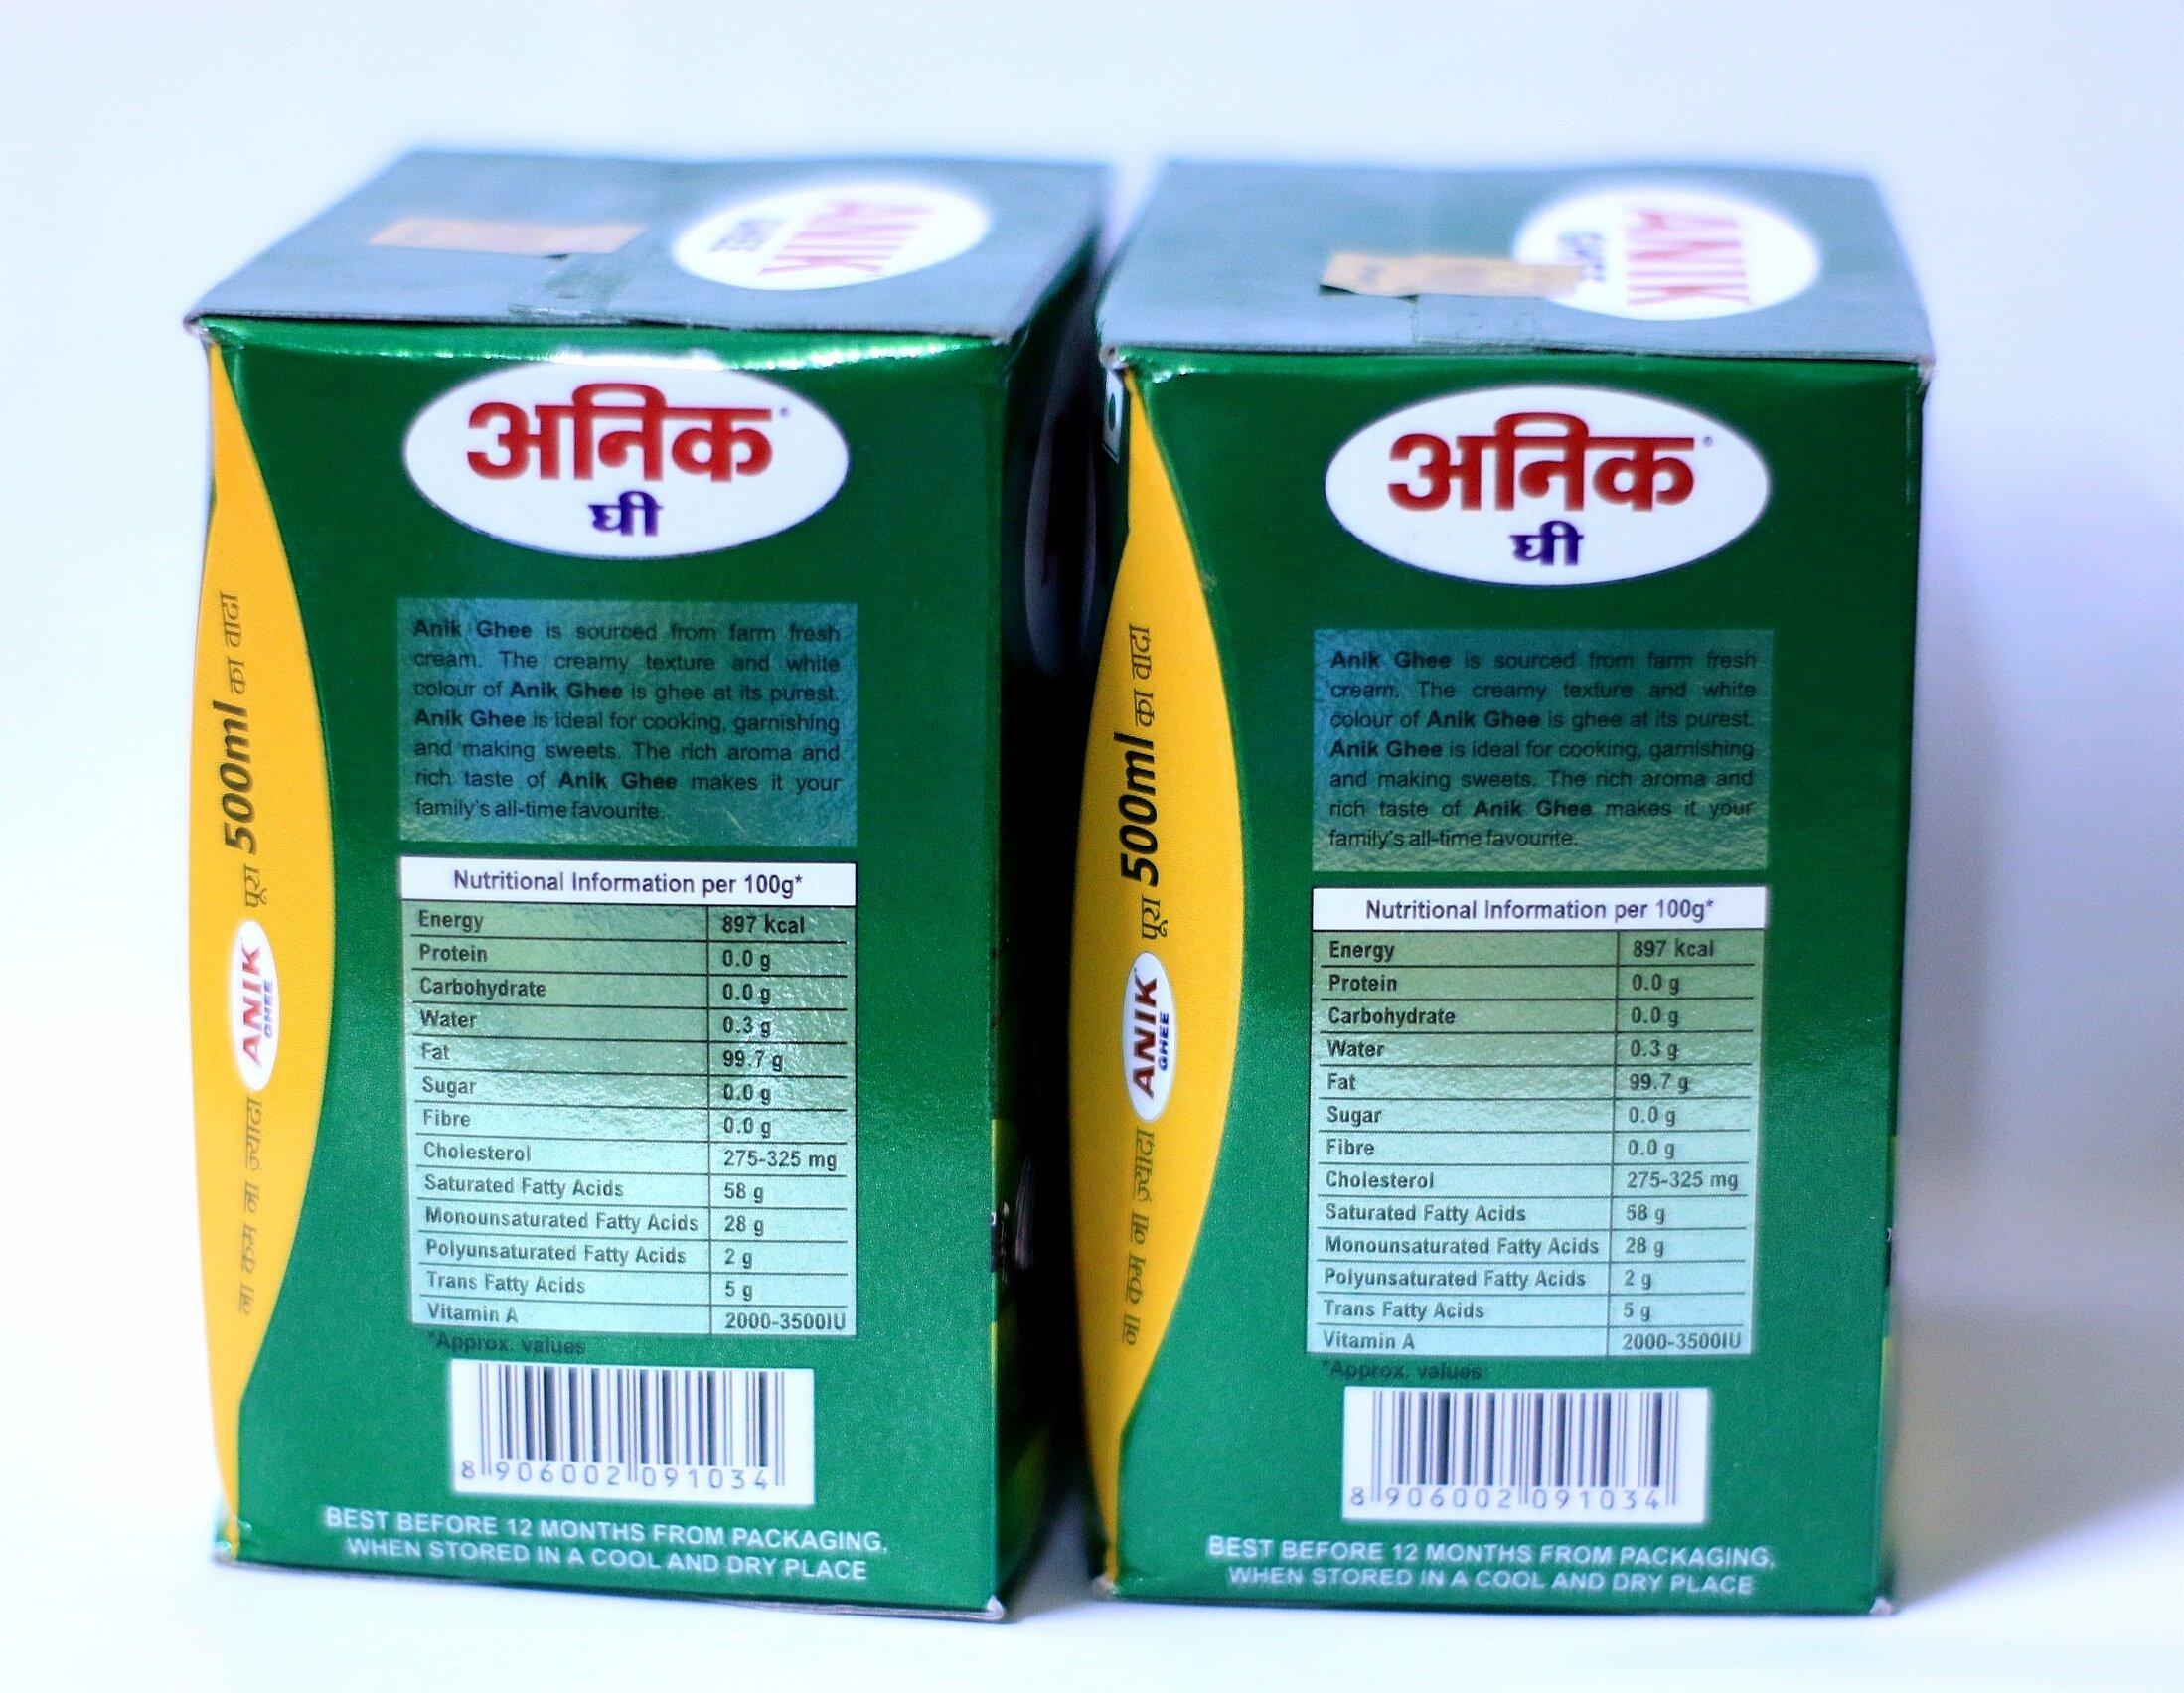 ANIK
GHEE
अनिक
घी
Anik Ghee is sourced from farm fresh
cream. The creamy texture and white
colour of Anik Ghee is ghee at its purest.
Anik Ghee is ideal for cooking, garnishing
and making sweets. The rich aroma and
rich taste of Anik Ghee makes it your
family's all-time favourite.
Nutritional Information per 100g*
Energy 897 kcal
Protein 0.0 g
Carbohydrate 0.0 g
Water 0.3 g
Fat 99.7 g
Sugar 0.0 g
Fibre 0.0 g
Cholesterol 275-325 mg
Saturated Fatty Acids 58 g
Monounsaturated Fatty Acids 28 g
Polyunsaturated Fatty Acids 2 g
Trans Fatty Acids 5 g
Vitamin A 2000-3500IU
*Approx. values
8 906002 091034
BEST BEFORE 12 MONTHS FROM PACKAGING,
WHEN STORED IN A COOL AND DRY PLACE
ना कम ना ज़्यादा ANIK GHEE पूरा 500ml का वादा
ANIK
GHEE
अनिक
घी
Anik Ghee is sourced from farm fresh
cream. The creamy texture and white
colour of Anik Ghee is ghee at its purest.
Anik Ghee is ideal for cooking, garnishing
and making sweets. The rich aroma and
rich taste of Anik Ghee makes it your
family's all-time favourite.
Nutritional Information per 100g*
Energy 897 kcal
Protein 0.0 g
Carbohydrate 0.0 g
Water 0.3 g
Fat 99.7 g
Sugar 0.0 g
Fibre 0.0 g
Cholesterol 275-325 mg
Saturated Fatty Acids 58 g
Monounsaturated Fatty Acids 28 g
Polyunsaturated Fatty Acids 2 g
Trans Fatty Acids 5 g
Vitamin A 2000-3500IU
*Approx. values
8 906002 091034
BEST BEFORE 12 MONTHS FROM PACKAGING,
WHEN STORED IN A COOL AND DRY PLACE
ना कम ना ज़्यादा ANIK GHEE पूरा 500ml का वादा